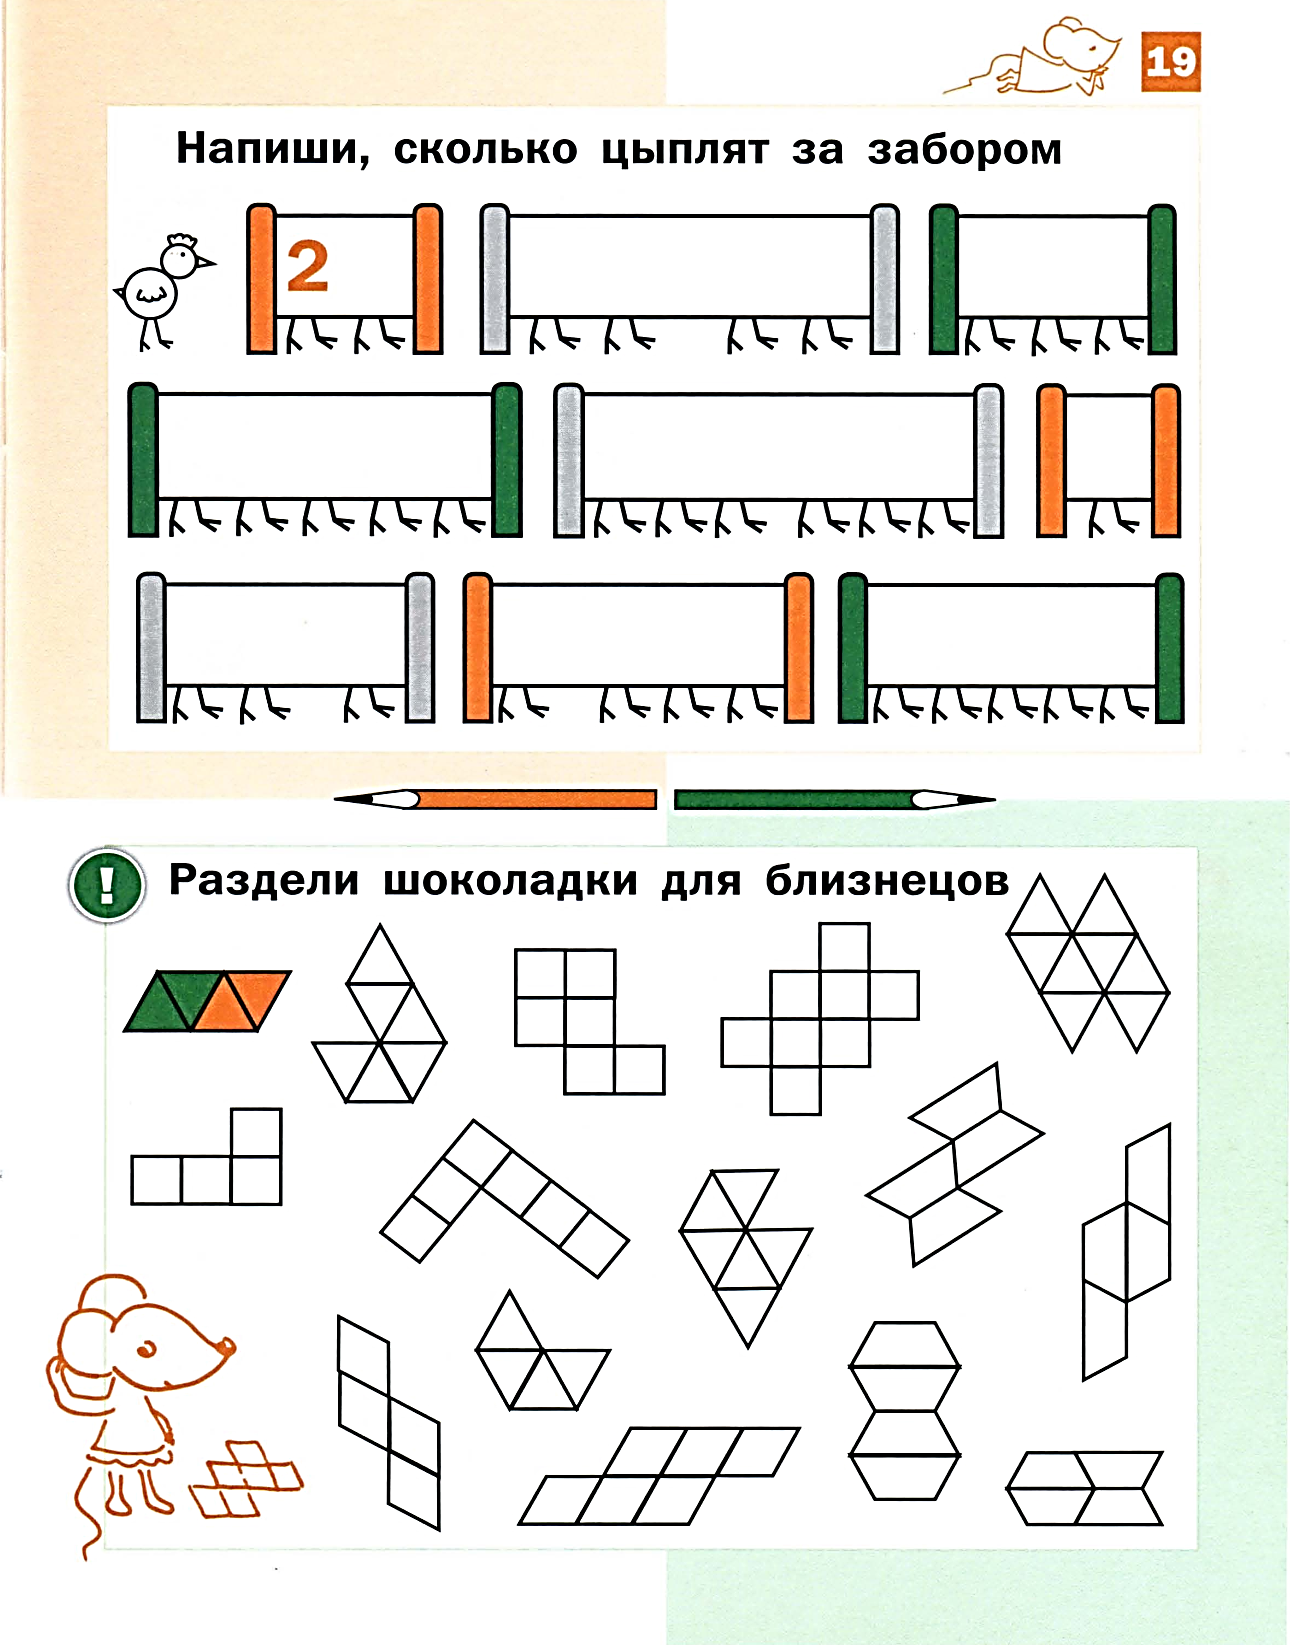 19
Напиши, сколько цыплят за забором
2
! Раздели шоколадки для близнецов